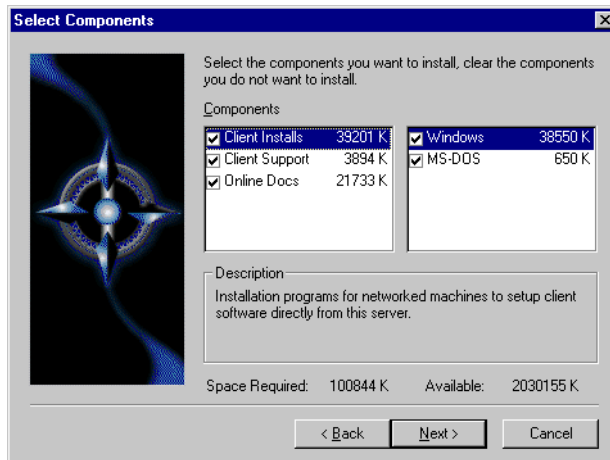 Select Components
Select the components you want to install, clear the components
you do not want to install.
Components
Client Installs 39201 K
Client Support 3894 K
Online Docs 21733 K
Windows 38550 K
MS-DOS 650 K
Description
Installation programs for networked machines to setup client
software directly from this server.
Space Required: 100844 K Available: 2030155 K
< Back
Next >
Cancel